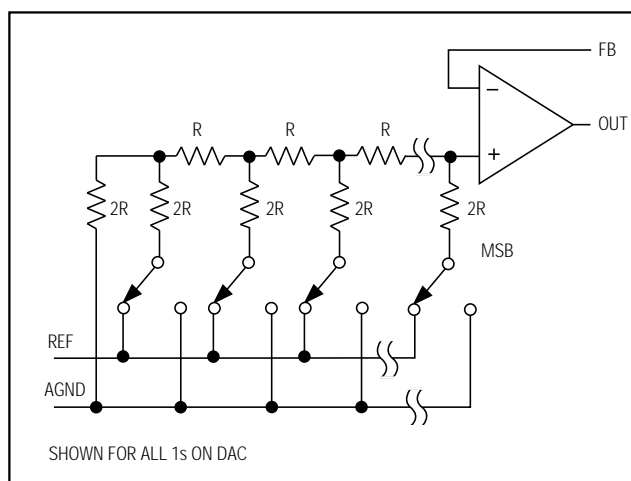 FB
R R R
− OUT
+
2R 2R 2R 2R 2R
MSB
REF
AGND
SHOWN FOR ALL 1s ON DAC